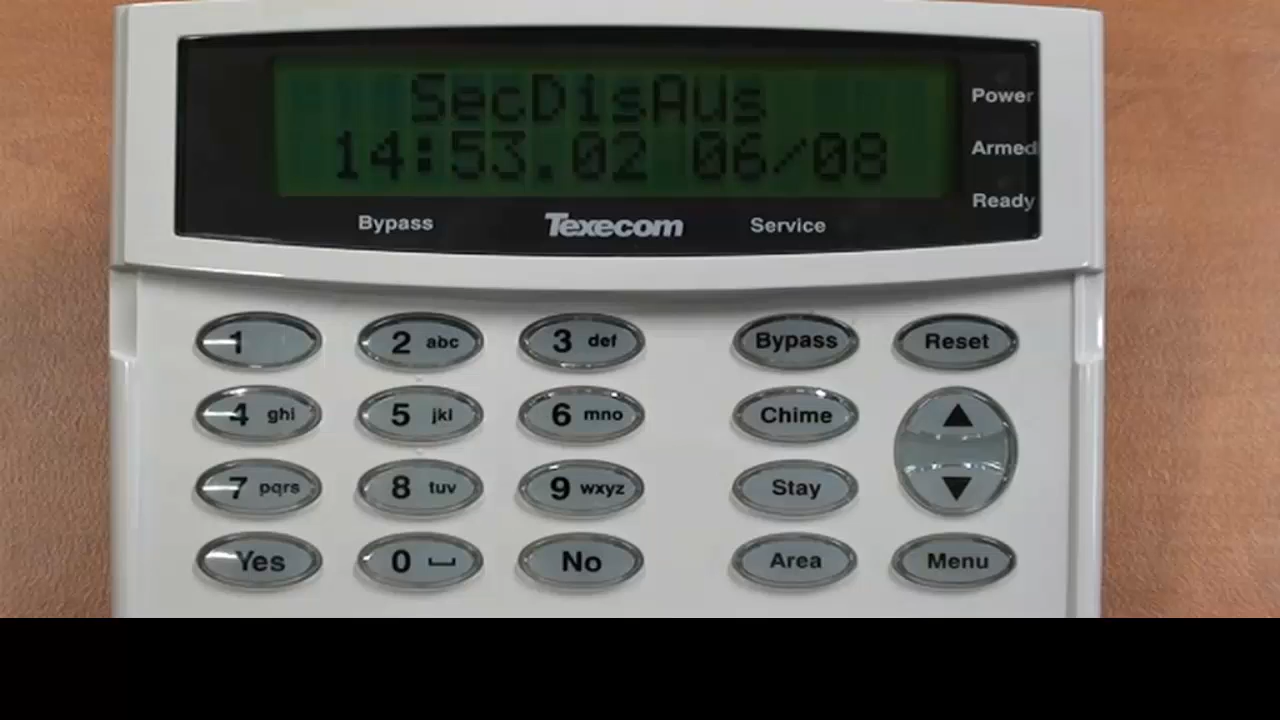 SecDisAus
14:53.02 06/08
Power
Armed
Ready
Bypass Texecom Service
1 2 abc 3 def Bypass Reset
4 ghi 5 jkl 6 mno Chime
7 pqrs 8 tuv 9 wxyz Stay
Yes 0 No Area Menu